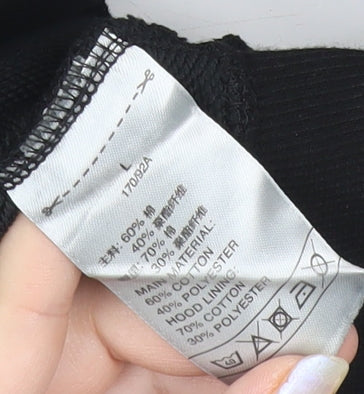 L
170/92A
主料: 60% 棉
40% 聚酯纤维
70% 棉
30% 聚酯纤维
MAIN MATERIAL:
60% COTTON
40% POLYESTER
HOOD LINING:
70% COTTON
30% POLYESTER